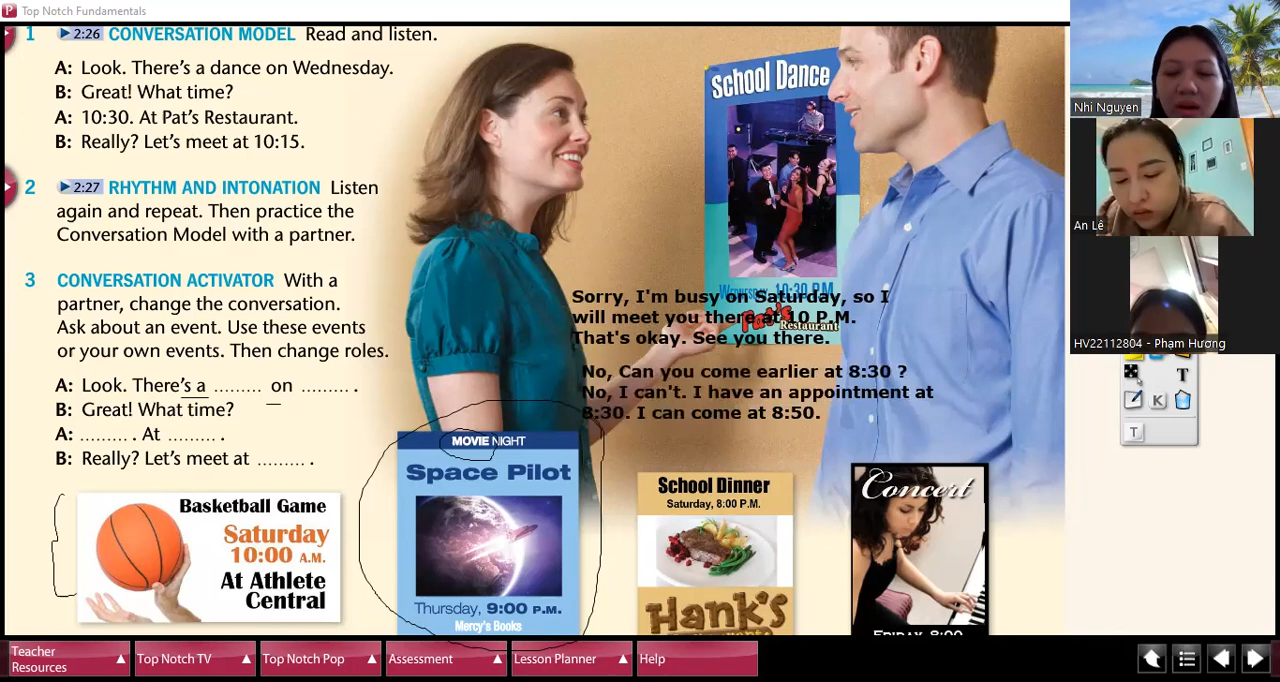 Top Notch Fundamentals
1 2:26 CONVERSATION MODEL Read and listen.
A: Look. There's a dance on Wednesday.
B: Great! What time?
A: 10:30. At Pat's Restaurant.
B: Really? Let's meet at 10:15.
2 2:27 RHYTHM AND INTONATION Listen
again and repeat. Then practice the
Conversation Model with a partner.
3 CONVERSATION ACTIVATOR With a
partner, change the conversation.
Ask about an event. Use these events
or your own events. Then change roles.
A: Look. There's a ......... on ......... .
B: Great! What time?
A: ......... . At ......... .
B: Really? Let's meet at ......... .
School Dance
Wednesday, 10:30 P.M.
Pat's
Restaurant
Sorry, I'm busy on Saturday, so I
will meet you there at 10 P.M.
That's okay. See you there.
No, Can you come earlier at 8:30 ?
No, I can't. I have an appointment at
8:30. I can come at 8:50.
Basketball Game
Saturday
10:00 A.M.
At Athlete
Central
MOVIE NIGHT
Space Pilot
Thursday, 9:00 P.M.
Mercy's Books
School Dinner
Saturday, 8:00 P.M.
Hank's
Concert
FRIDAY, 8:00
Nhi Nguyen
An Lê
HV22112804 - Phạm Hương
T
K
T
Teacher
Resources
Top Notch TV
Top Notch Pop
Assessment
Lesson Planner
Help